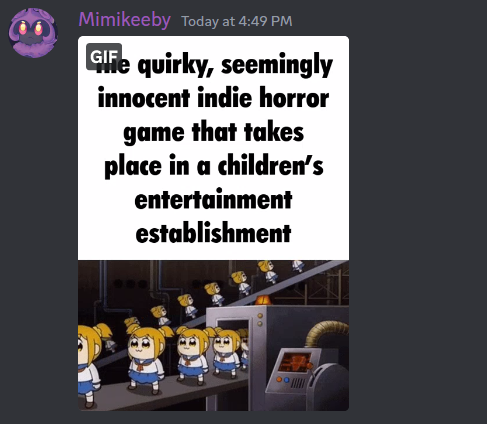 Mimikeeby Today at 4:49 PM
GIF
quirky, seemingly
innocent indie horror
game that takes
place in a children's
entertainment
establishment